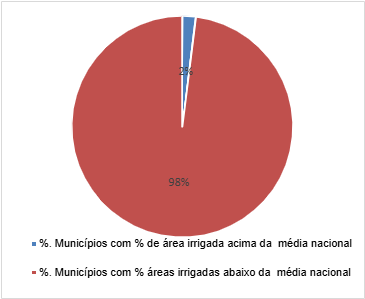 2%
98%
%. Municípios com % de área irrigada acima da média nacional
%. Municípios com % áreas irrigadas abaixo da média nacional